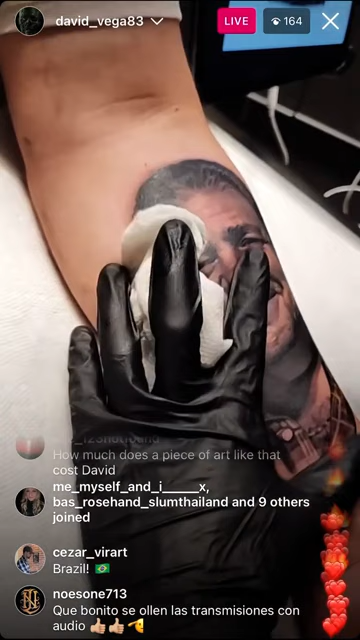 david_vega83
LIVE
164
How much does a piece of art like that
cost David
me_myself_and_i_____x,
bas_rosehand_slumthailand and 9 others
joined
cezar_virart
Brazil! 🇧🇷
noesone713
Que bonito se ollen las transmisiones con
audio 👍🏼👍🏼🤜